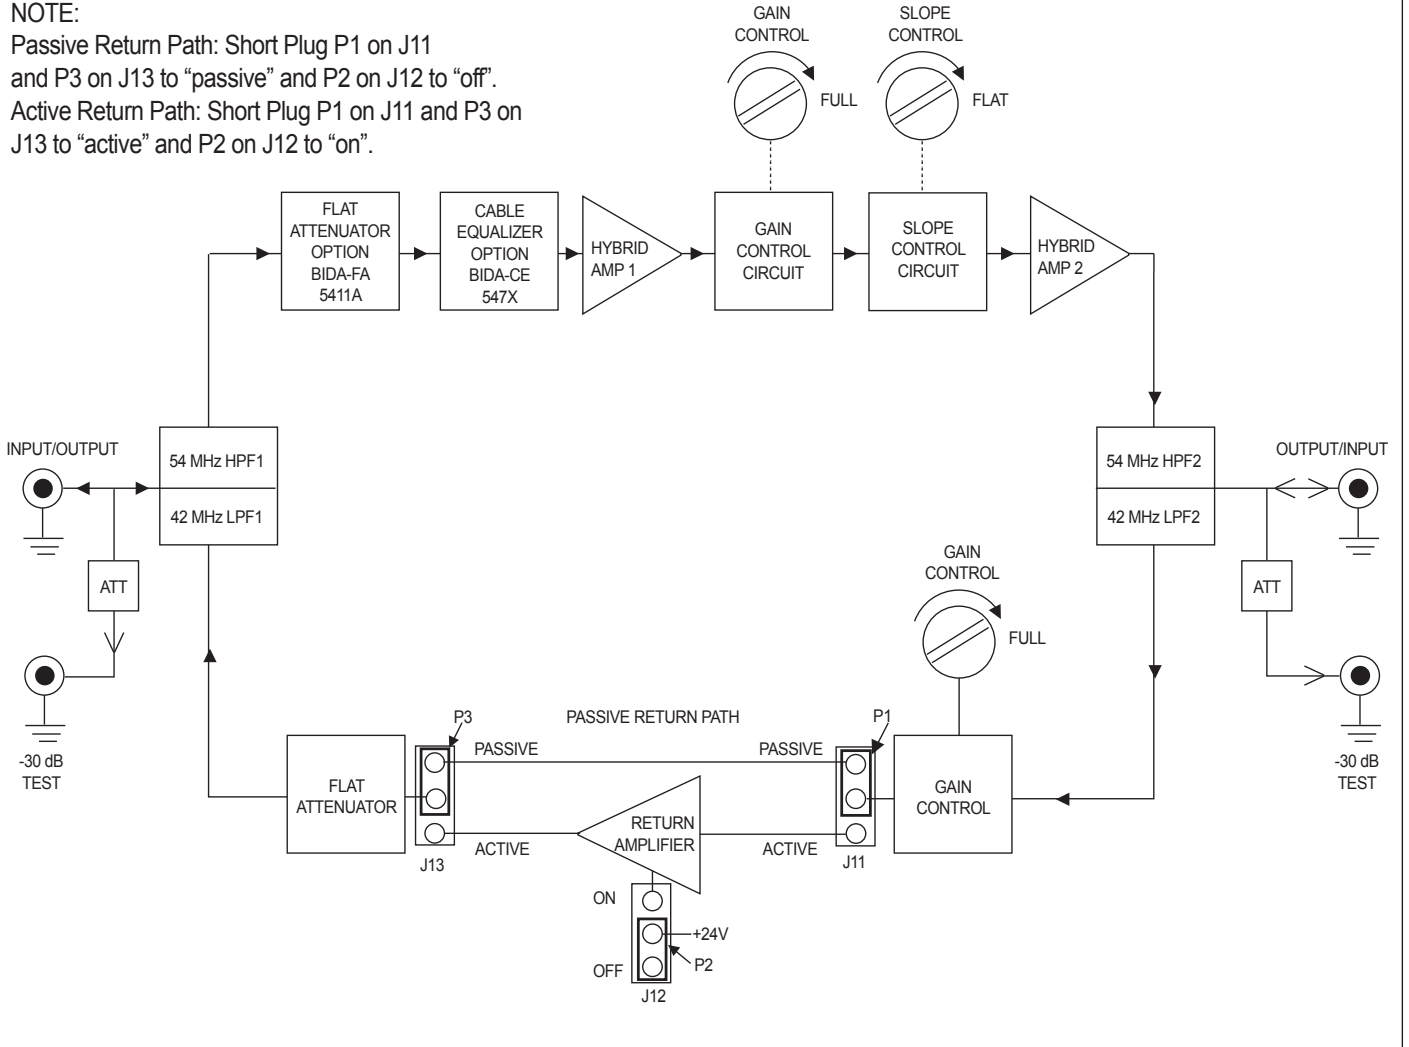 NOTE:
Passive Return Path: Short Plug P1 on J11
and P3 on J13 to “passive” and P2 on J12 to “off”.
Active Return Path: Short Plug P1 on J11 and P3 on
J13 to “active” and P2 on J12 to “on”.
GAIN
CONTROL
FULL
SLOPE
CONTROL
FLAT
FLAT
ATTENUATOR
OPTION
BIDA-FA
5411A
CABLE
EQUALIZER
OPTION
BIDA-CE
547X
HYBRID
AMP 1
GAIN
CONTROL
CIRCUIT
SLOPE
CONTROL
CIRCUIT
HYBRID
AMP 2
INPUT/OUTPUT
54 MHz HPF1
42 MHz LPF1
54 MHz HPF2
42 MHz LPF2
OUTPUT/INPUT
ATT
ATT
GAIN
CONTROL
FULL
-30 dB
TEST
P3
PASSIVE RETURN PATH
P1
PASSIVE
PASSIVE
-30 dB
TEST
FLAT
ATTENUATOR
GAIN
CONTROL
RETURN
AMPLIFIER
ACTIVE
ACTIVE
J13
J11
ON
+24V
OFF
P2
J12